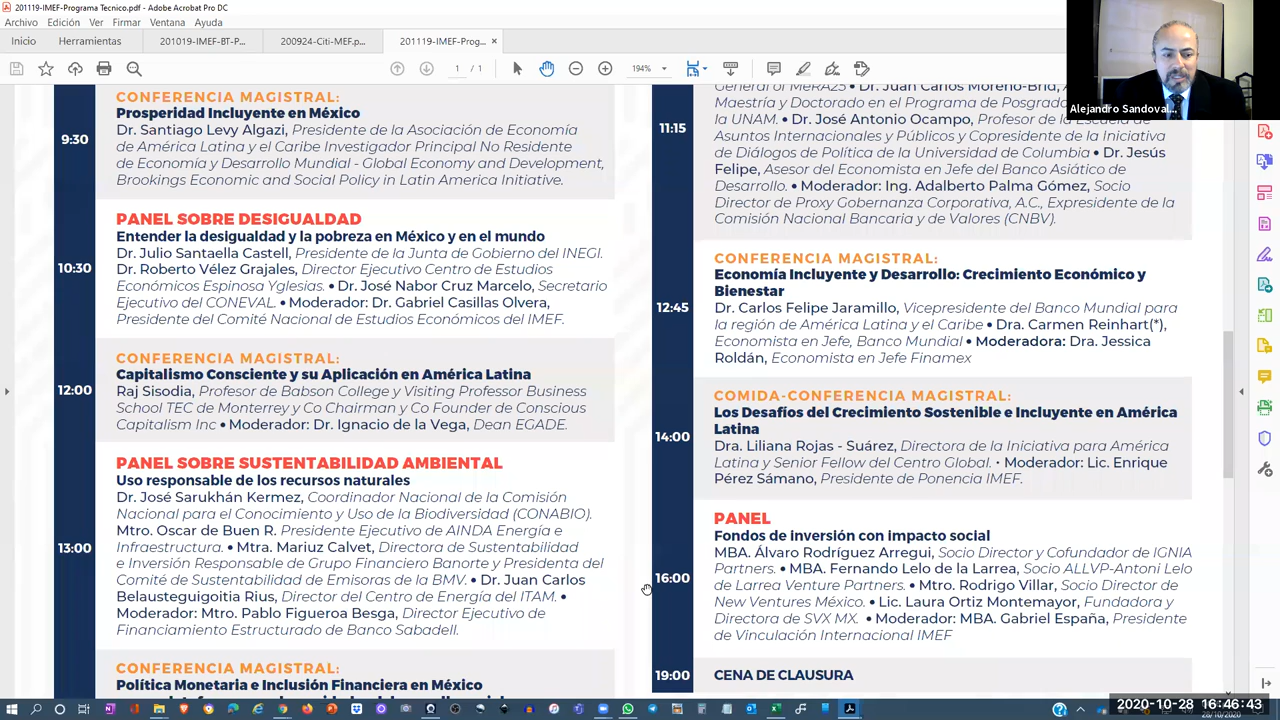 201119-IMEF-Programa Tecnico.pdf - Adobe Acrobat Pro DC
Archivo Edición Ver Firmar Ventana Ayuda
Inicio Herramientas 201019-IMEF-BT-P... 200924-Citi-MEF.p... 201119-IMEF-Prog... ×
194%
Alejandro Sandoval...
9:30
CONFERENCIA MAGISTRAL:
Prosperidad Incluyente en México
Dr. Santiago Levy Algazi, Presidente de la Asociación de Economia
de América Latina y el Caribe Investigador Principal No Residente
de Economia y Desarrollo Mundial - Global Economy and Development,
Brookings Economic and Social Policy in Latin America Initiative.
10:30
PANEL SOBRE DESIGUALDAD
Entender la desigualdad y la pobreza en México y en el mundo
Dr. Julio Santaella Castell, Presidente de la Junta de Gobierno del INEGI.
Dr. Roberto Vélez Grajales, Director Ejecutivo Centro de Estudios
Económicos Espinosa Yglesias. • Dr. José Nabor Cruz Marcelo, Secretario
Ejecutivo del CONEVAL. • Moderador: Dr. Gabriel Casillas Olvera,
Presidente del Comité Nacional de Estudios Económicos del IMEF.
12:00
CONFERENCIA MAGISTRAL:
Capitalismo Consciente y su Aplicación en América Latina
Raj Sisodia, Profesor de Babson College y Visiting Professor Business
School TEC de Monterrey y Co Chairman y Co Founder de Conscious
Capitalism Inc • Moderador: Dr. Ignacio de la Vega, Dean EGADE.
13:00
PANEL SOBRE SUSTENTABILIDAD AMBIENTAL
Uso responsable de los recursos naturales
Dr. José Sarukhán Kermez, Coordinador Nacional de la Comisión
Nacional para el Conocimiento y Uso de la Biodiversidad (CONABIO).
Mtro. Oscar de Buen R. Presidente Ejecutivo de AINDA Energía e
Infraestructura. • Mtra. Mariuz Calvet, Directora de Sustentabilidad
e Inversión Responsable de Grupo Financiero Banorte y Presidenta del
Comité de Sustentabilidad de Emisoras de la BMV. • Dr. Juan Carlos
Belausteguigoitia Rius, Director del Centro de Energía del ITAM. •
Moderador: Mtro. Pablo Figueroa Besga, Director Ejecutivo de
Financiamiento Estructurado de Banco Sabadell.
CONFERENCIA MAGISTRAL:
Política Monetaria e Inclusión Financiera en México
11:15
General of MeRA25 • Dr. Juan Carlos Moreno-Brid,
Maestría y Doctorado en el Programa de Posgrado
la UNAM. • Dr. José Antonio Ocampo, Profesor de la Escuela de
Asuntos Internacionales y Públicos y Copresidente de la Iniciativa
de Diálogos de Política de la Universidad de Columbia • Dr. Jesús
Felipe, Asesor del Economista en Jefe del Banco Asiático de
Desarrollo. • Moderador: Ing. Adalberto Palma Gómez, Socio
Director de Proxy Gobernanza Corporativa, A.C., Expresidente de la
Comisión Nacional Bancaria y de Valores (CNBV).
12:45
CONFERENCIA MAGISTRAL:
Economía Incluyente y Desarrollo: Crecimiento Económico y
Bienestar
Dr. Carlos Felipe Jaramillo, Vicepresidente del Banco Mundial para
la región de América Latina y el Caribe • Dra. Carmen Reinhart(*),
Economista en Jefe, Banco Mundial • Moderadora: Dra. Jessica
Roldán, Economista en Jefe Finamex
14:00
COMIDA-CONFERENCIA MAGISTRAL:
Los Desafíos del Crecimiento Sostenible e Incluyente en América
Latina
Dra. Liliana Rojas - Suárez, Directora de la Iniciativa para América
Latina y Senior Fellow del Centro Global. · Moderador: Lic. Enrique
Pérez Sámano, Presidente de Ponencia IMEF.
16:00
PANEL
Fondos de inversión con impacto social
MBA. Álvaro Rodríguez Arregui, Socio Director y Cofundador de IGNIA
Partners. • MBA. Fernando Lelo de la Larrea, Socio ALLVP-Antoni Lelo
de Larrea Venture Partners. • Mtro. Rodrigo Villar, Socio Director de
New Ventures México. • Lic. Laura Ortiz Montemayor, Fundadora y
Directora de SVX MX. • Moderador: MBA. Gabriel España, Presidente
de Vinculación Internacional IMEF
19:00
CENA DE CLAUSURA
2020-10-28 16:46:43
28/10/2020